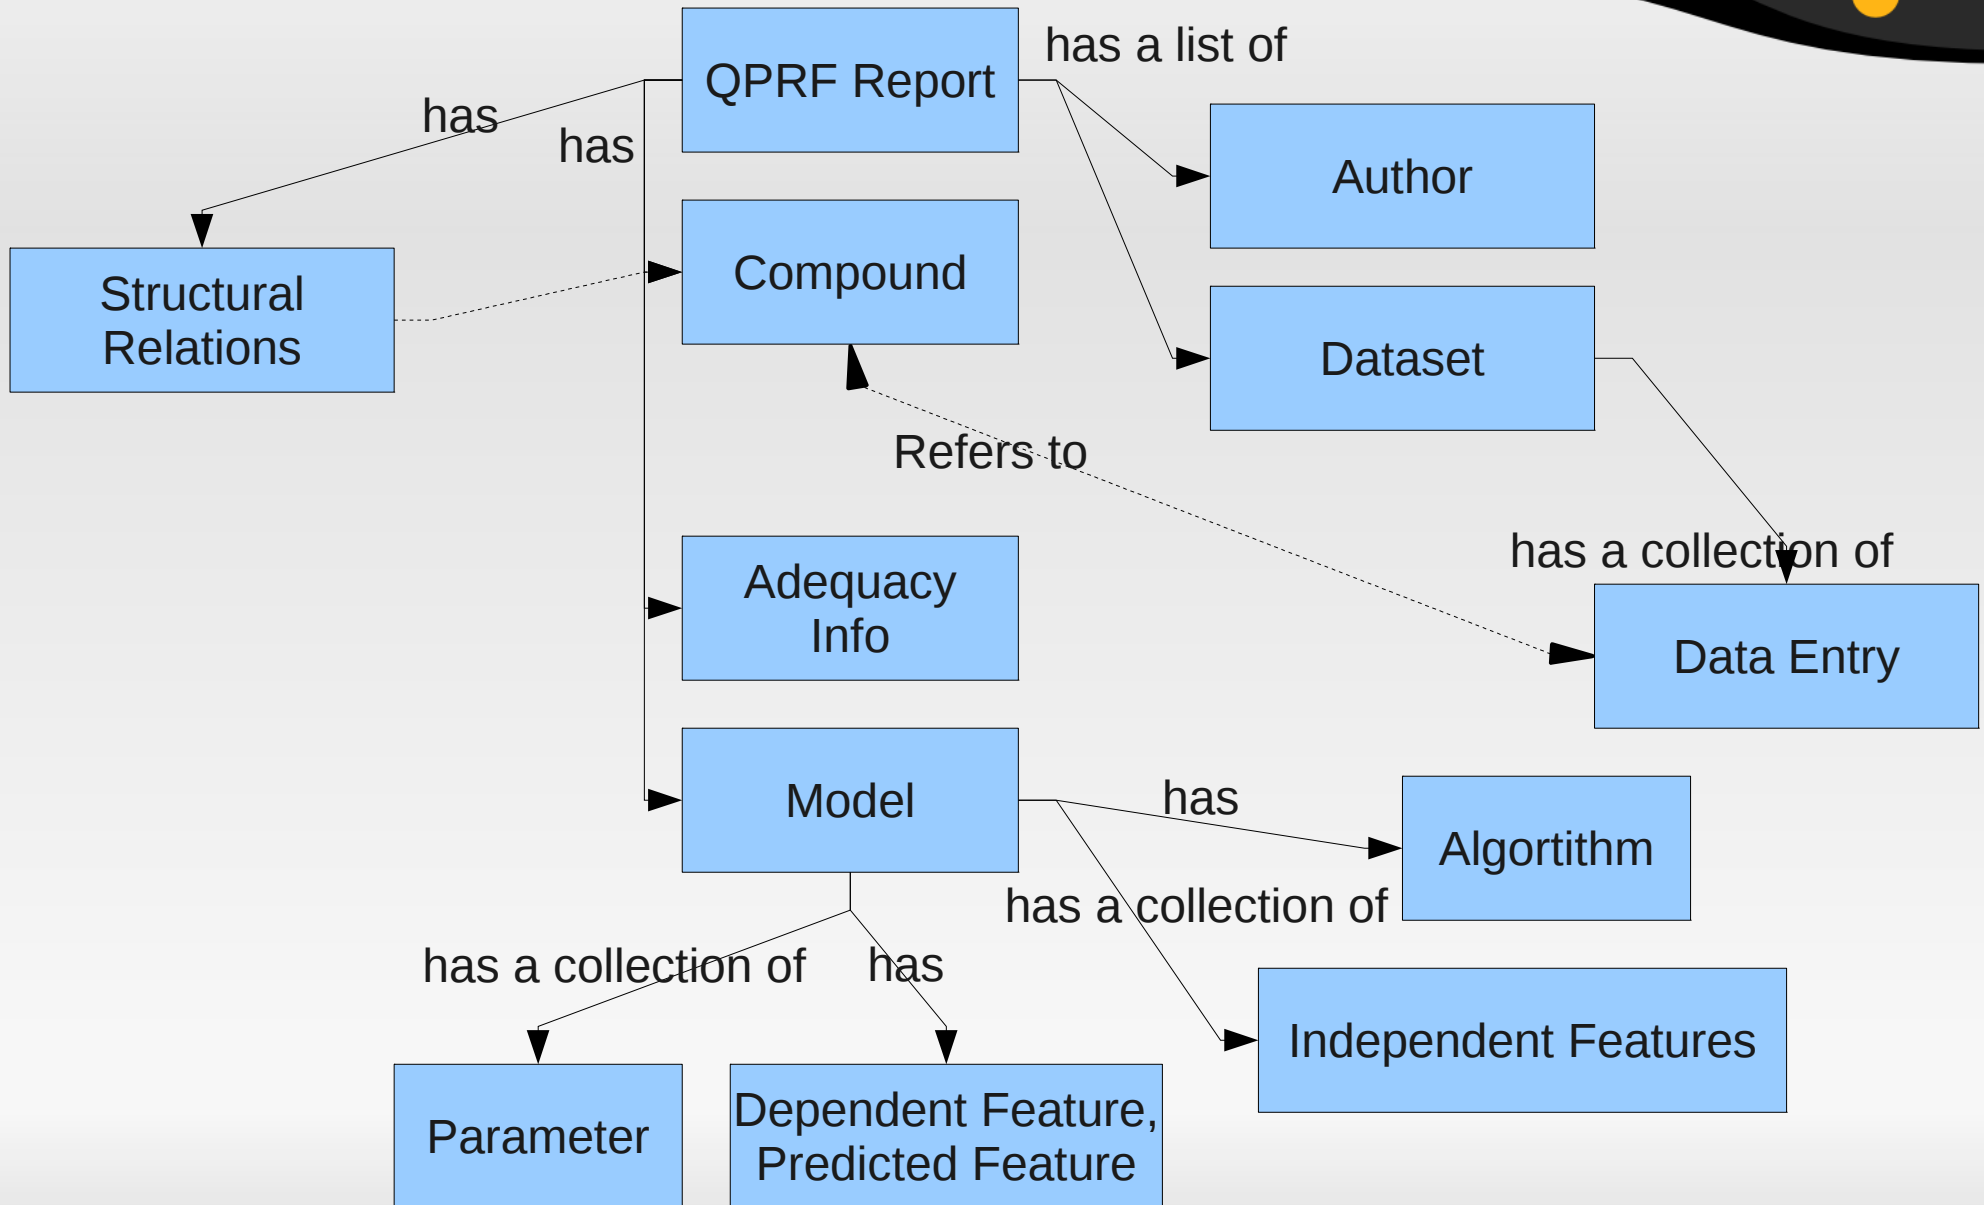 QPRF Report
has a list of
has
has
Author
Compound
Structural
Relations
Dataset
Refers to
has a collection of
Adequacy
Info
Data Entry
Model
has
Algortithm
has a collection of
has a collection of
has
Independent Features
Parameter
Dependent Feature,
Predicted Feature